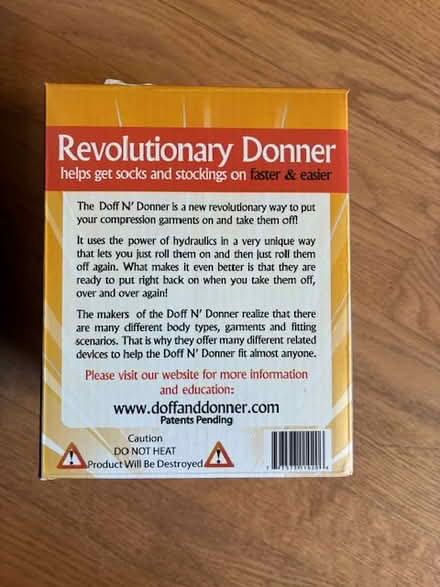 Revolutionary Donner
helps get socks and stockings on faster & easier
The Doff N' Donner is a new revolutionary way to put
your compression garments on and take them off!
It uses the power of hydraulics in a very unique way
that lets you just roll them on and then just roll them
off again. What makes it even better is that they are
ready to put right back on when you take them off,
over and over again!
The makers of the Doff N' Donner realize that there
are many different body types, garments and fitting
scenarios. That is why they offer many different related
devices to help the Doff N' Donner fit almost anyone.
Please visit our website for more information
and education:
www.doffanddonner.com
Patents Pending
Caution
DO NOT HEAT
Product Will Be Destroyed